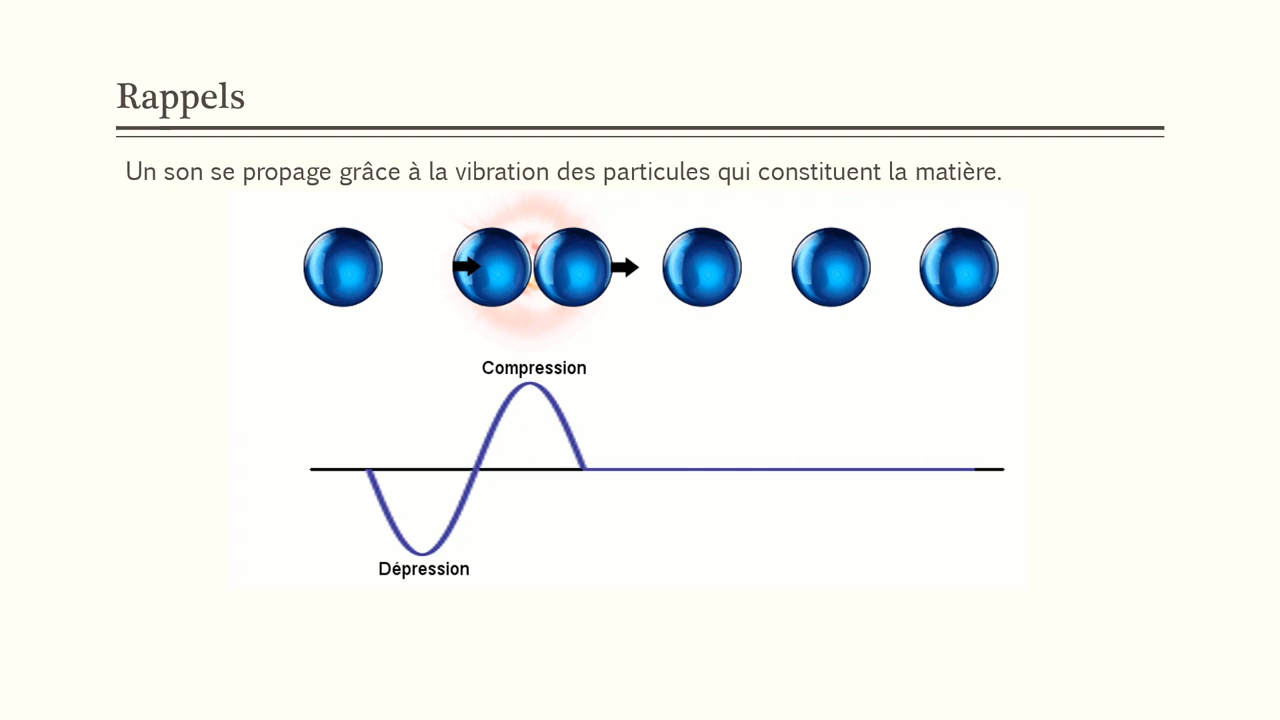 Rappels
Un son se propage grâce à la vibration des particules qui constituent la matière.
Compression
Dépression